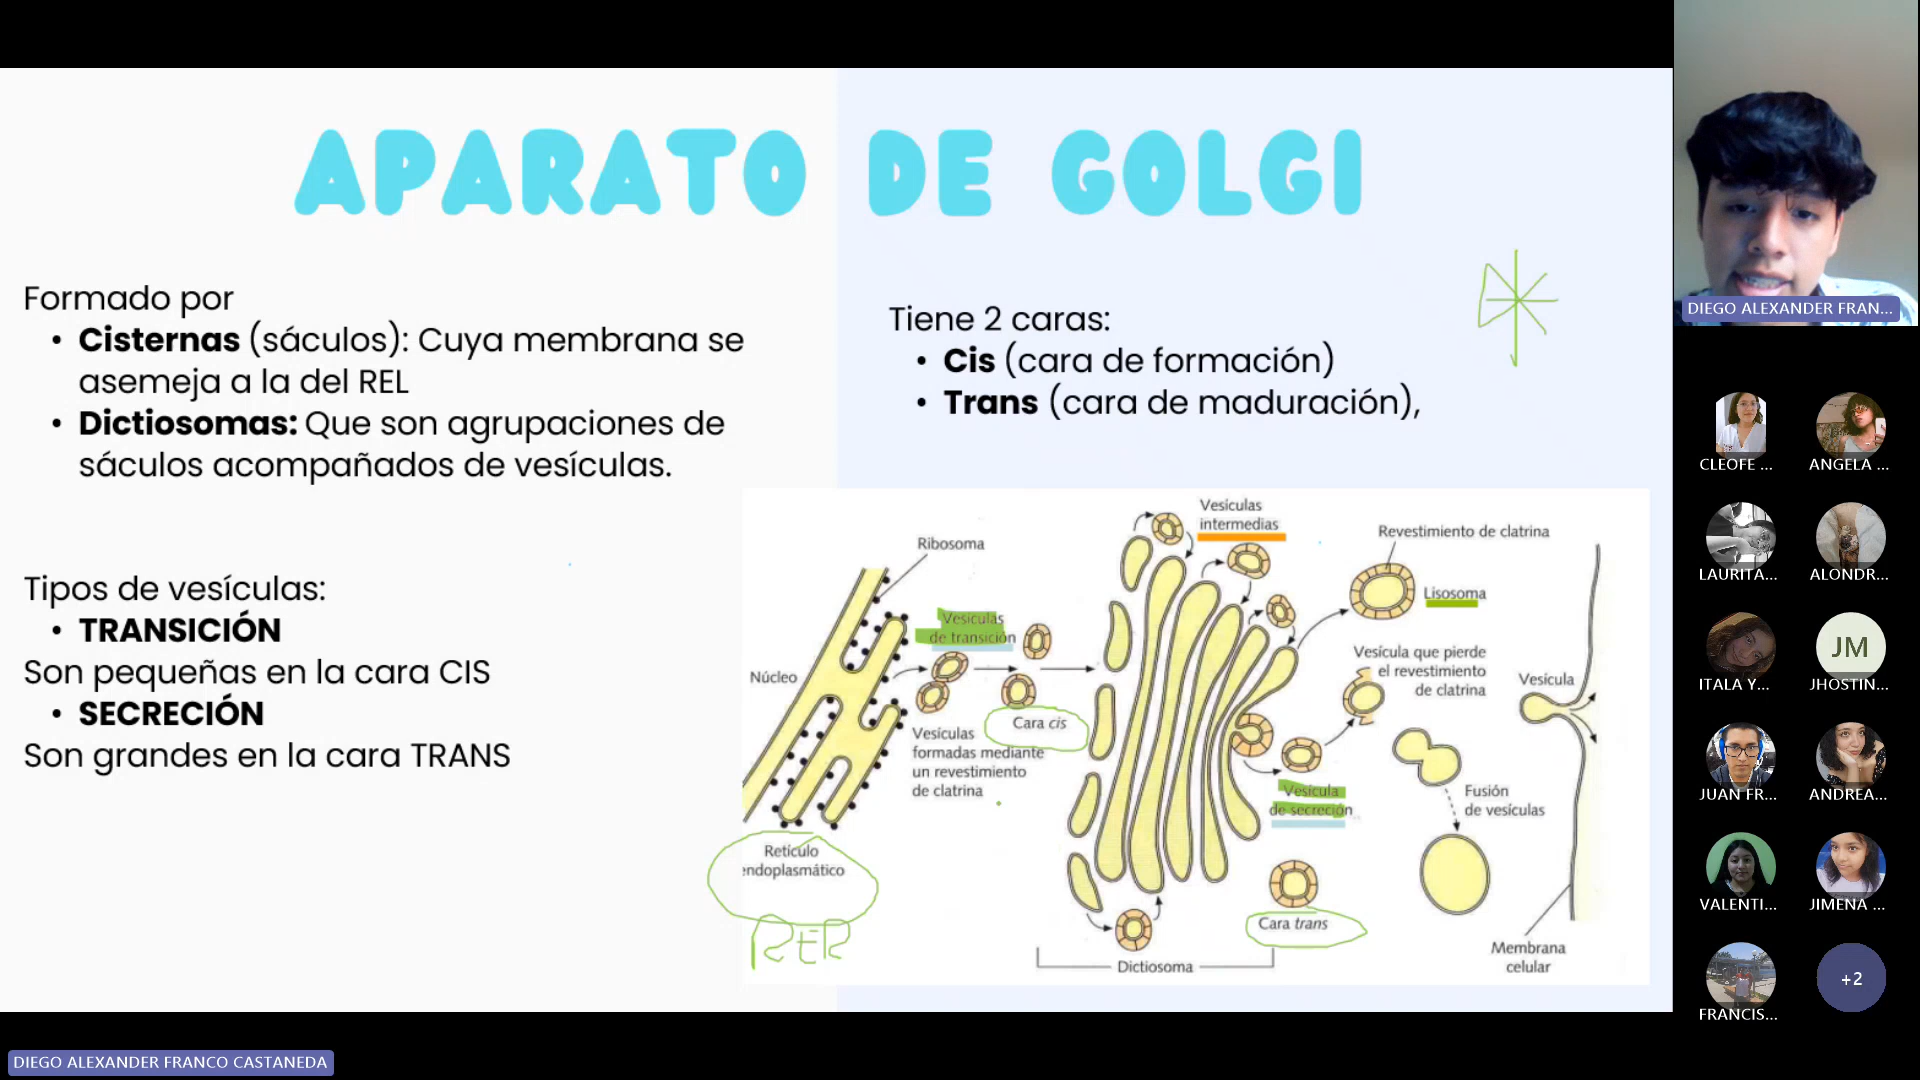 APARATO DE GOLGI
Formado por
• Cisternas (sáculos): Cuya membrana se
asemeja a la del REL
• Dictiosomas: Que son agrupaciones de
sáculos acompañados de vesículas.
Tipos de vesículas:
• TRANSICIÓN
Son pequeñas en la cara CIS
• SECRECIÓN
Son grandes en la cara TRANS
Tiene 2 caras:
• Cis (cara de formación)
• Trans (cara de maduración),
Ribosoma
Núcleo
Vesículas
de transición
Cara cis
Vesículas
formadas mediante
un revestimiento
de clatrina
Retículo
endoplasmático
RER
Vesículas
intermedias
Revestimiento de clatrina
Lisosoma
Vesícula que pierde
el revestimiento
de clatrina
Vesícula
Vesícula
de secreción
Fusión
de vesículas
Cara trans
Dictiosoma
Membrana
celular
DIEGO ALEXANDER FRAN...
CLEOFE ...
ANGELA ...
LAURITA...
ALONDR...
ITALA Y...
JM
JHOSTIN...
JUAN FR...
ANDREA...
VALENTI...
JIMENA ...
FRANCIS...
+2
DIEGO ALEXANDER FRANCO CASTANEDA